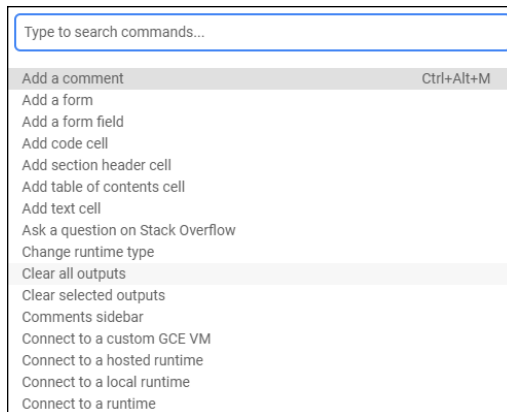 Type to search commands...
Add a comment Ctrl+Alt+M
Add a form
Add a form field
Add code cell
Add section header cell
Add table of contents cell
Add text cell
Ask a question on Stack Overflow
Change runtime type
Clear all outputs
Clear selected outputs
Comments sidebar
Connect to a custom GCE VM
Connect to a hosted runtime
Connect to a local runtime
Connect to a runtime